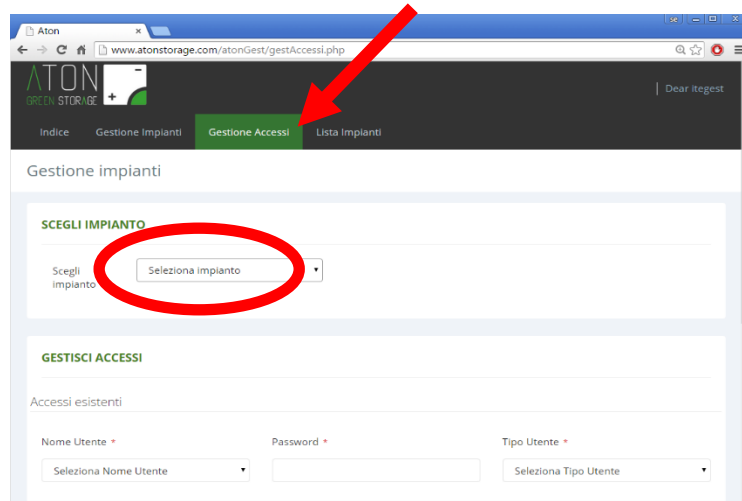 se
Aton
www.atonstorage.com/atonGest/gestAccessi.php
ATON
GREEN STORAGE
Dear itegest
Indice Gestione Impianti Gestione Accessi Lista Impianti
Gestione impianti
SCEGLI IMPIANTO
Scegli Seleziona impianto
impianto
GESTISCI ACCESSI
Accessi esistenti
Nome Utente * Password * Tipo Utente *
Seleziona Nome Utente Seleziona Tipo Utente